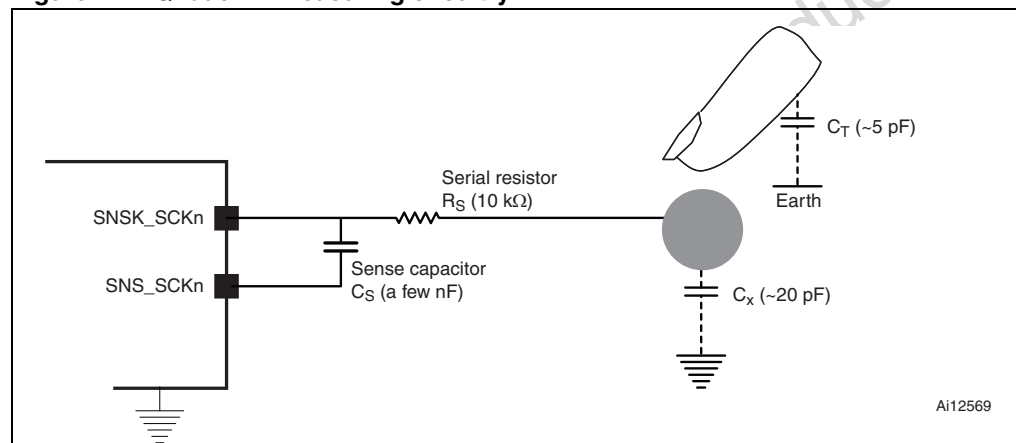 SNSK_SCKn
SNS_SCKn
Serial resistor
R_S (10 kΩ)
Sense capacitor
C_S (a few nF)
C_T (~5 pF)
Earth
C_x (~20 pF)
Ai12569